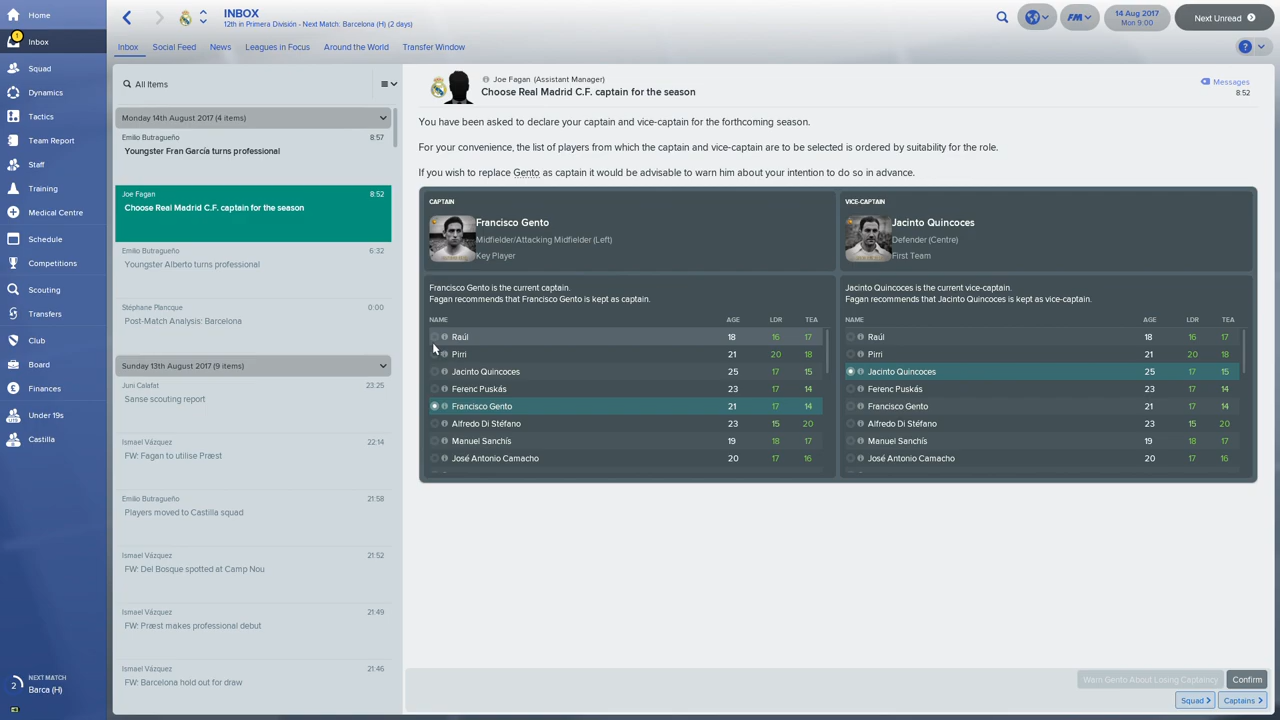 Home
1
Inbox
Squad
Dynamics
Tactics
Team Report
Staff
Training
Medical Centre
Schedule
Competitions
Scouting
Transfers
Club
Board
Finances
Under 19s
Castilla
2
NEXT MATCH
Barca (H)
INBOX
12th in Primera División - Next Match: Barcelona (H) (2 days)
FM
14 Aug 2017
Mon 9:00
Next Unread
Inbox Social Feed News Leagues in Focus Around the World Transfer Window
?
All Items
Monday 14th August 2017 (4 items)
Emilio Butragueño 8:57
Youngster Fran García turns professional
Joe Fagan 8:52
Choose Real Madrid C.F. captain for the season
Emilio Butragueño 6:32
Youngster Alberto turns professional
Stéphane Plancque 0:00
Post-Match Analysis: Barcelona
Sunday 13th August 2017 (9 items)
Juni Calafat 23:25
Sanse scouting report
Ismael Vázquez 22:14
FW: Fagan to utilise Præst
Emilio Butragueño 21:58
Players moved to Castilla squad
Ismael Vázquez 21:52
FW: Del Bosque spotted at Camp Nou
Ismael Vázquez 21:49
FW: Præst makes professional debut
Ismael Vázquez 21:46
FW: Barcelona hold out for draw
Joe Fagan (Assistant Manager)
Choose Real Madrid C.F. captain for the season
Messages
8:52
You have been asked to declare your captain and vice-captain for the forthcoming season.
For your convenience, the list of players from which the captain and vice-captain are to be selected is ordered by suitability for the role.
If you wish to replace Gento as captain it would be advisable to warn him about your intention to do so in advance.
CAPTAIN
Francisco Gento
Midfielder/Attacking Midfielder (Left)
Key Player
Francisco Gento is the current captain.
Fagan recommends that Francisco Gento is kept as captain.
NAME AGE LDR TEA
Raúl 18 16 17
Pirri 21 20 18
Jacinto Quincoces 25 17 15
Ferenc Puskás 23 17 14
Francisco Gento 21 17 14
Alfredo Di Stéfano 23 15 20
Manuel Sanchís 19 18 17
José Antonio Camacho 20 17 16
VICE-CAPTAIN
Jacinto Quincoces
Defender (Centre)
First Team
Jacinto Quincoces is the current vice-captain.
Fagan recommends that Jacinto Quincoces is kept as vice-captain.
NAME AGE LDR TEA
Raúl 18 16 17
Pirri 21 20 18
Jacinto Quincoces 25 17 15
Ferenc Puskás 23 17 14
Francisco Gento 21 17 14
Alfredo Di Stéfano 23 15 20
Manuel Sanchís 19 18 17
José Antonio Camacho 20 17 16
Warn Gento About Losing Captaincy
Confirm
Squad
Captains